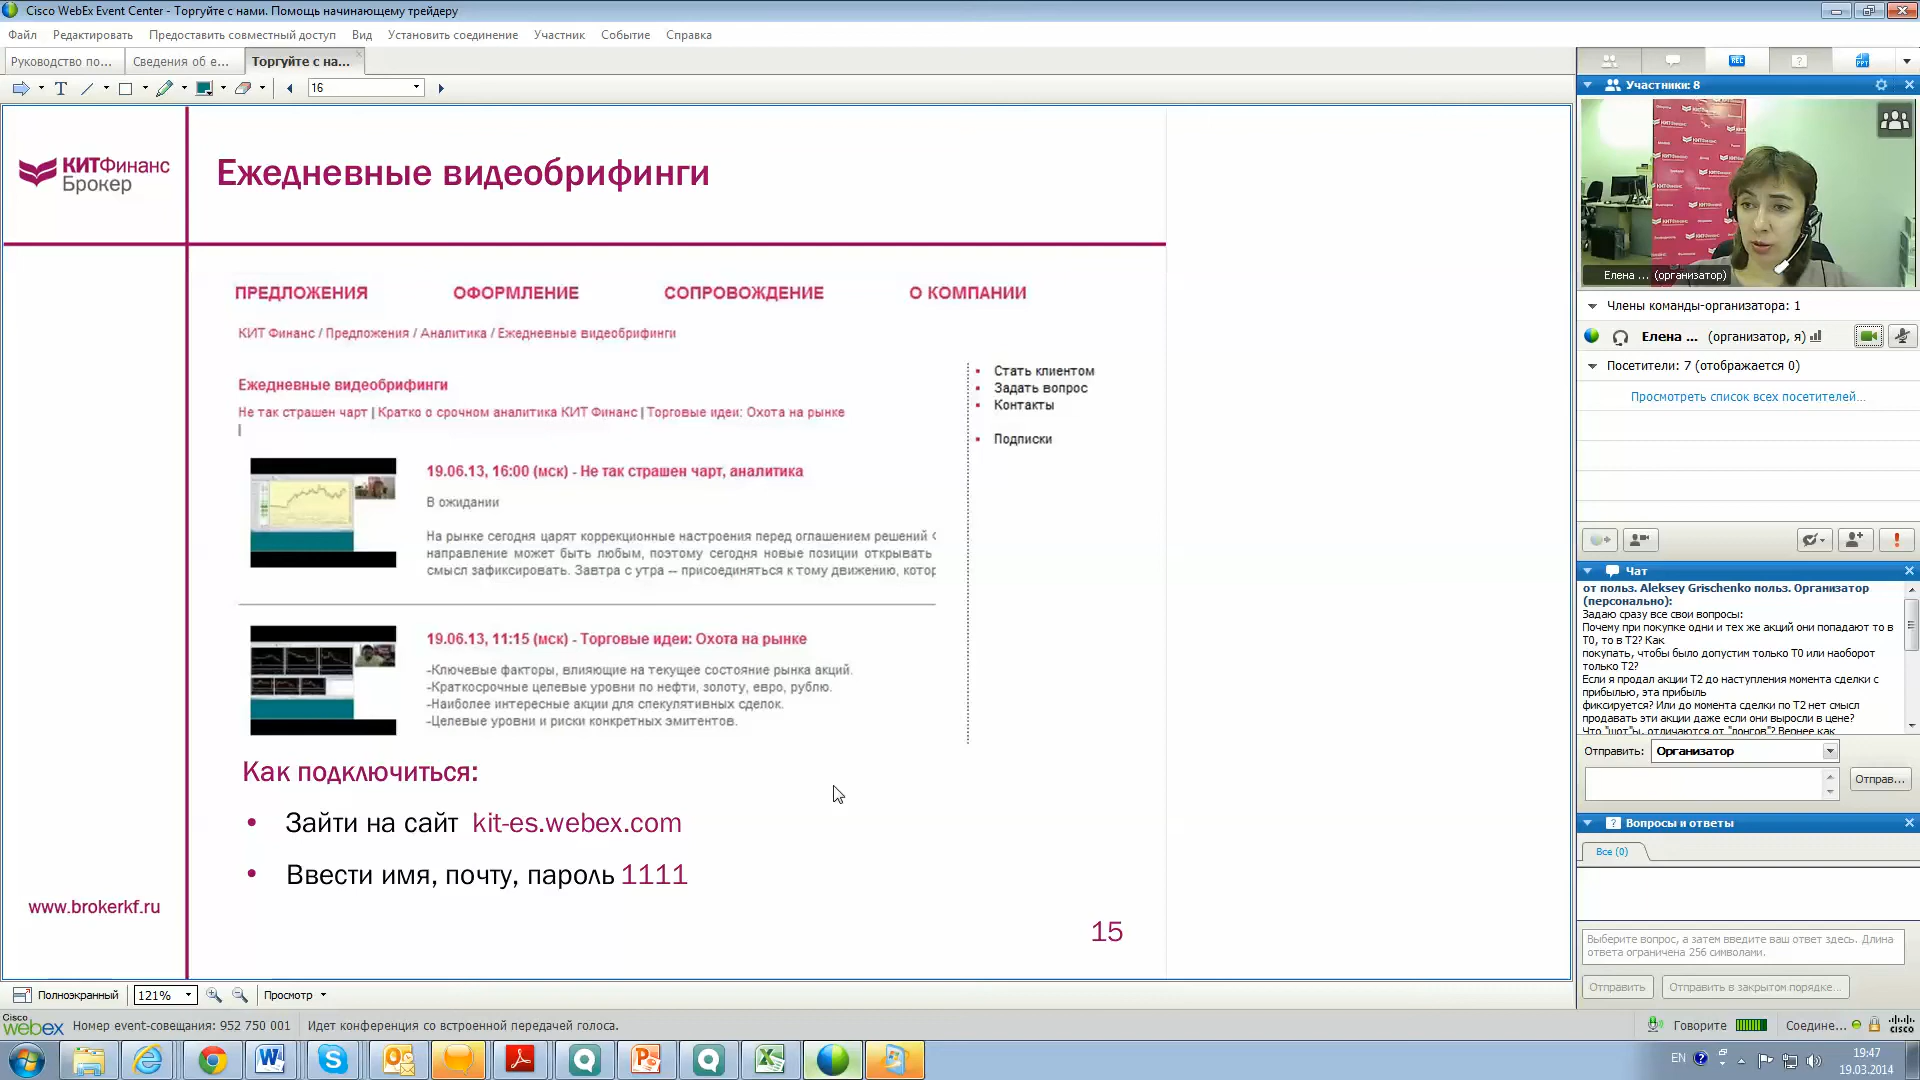 Cisco WebEx Event Center - Торгуйте с нами. Помощь начинающему трейдеру
Файл Редактировать Предоставить совместный доступ Вид Установить соединение Участник Событие Справка
Руководство по... Сведения об е... Торгуйте с на...
16
КИТФинанс
Брокер
Ежедневные видеобрифинги
ПРЕДЛОЖЕНИЯ ОФОРМЛЕНИЕ СОПРОВОЖДЕНИЕ О КОМПАНИИ
КИТ Финанс / Предложения / Аналитика / Ежедневные видеобрифинги
Ежедневные видеобрифинги
Не так страшен чарт | Кратко о срочном аналитика КИТ Финанс | Торговые идеи: Охота на рынке
|
Стать клиентом
Задать вопрос
Контакты
Подписки
19.06.13, 16:00 (мск) - Не так страшен чарт, аналитика
В ожидании
На рынке сегодня царят коррекционные настроения перед оглашением решений
направление может быть любым, поэтому сегодня новые позиции открывать
смысл зафиксировать. Завтра с утра -- присоединяться к тому движению, котор
19.06.13, 11:15 (мск) - Торговые идеи: Охота на рынке
-Ключевые факторы, влияющие на текущее состояние рынка акций.
-Краткосрочные целевые уровни по нефти, золоту, евро, рублю.
-Наиболее интересные акции для спекулятивных сделок.
-Целевые уровни и риски конкретных эмитентов.
Как подключиться:
• Зайти на сайт kit-es.webex.com
• Ввести имя, почту, пароль 1111
www.brokerkf.ru
15
Полноэкранный 121% Просмотр
REC
PPT
Участники: 8
Елена ... (организатор)
Члены команды-организатора: 1
Елена ... (организатор, я)
Посетители: 7 (отображается 0)
Просмотреть список всех посетителей...
Чат
от польз. Aleksey Grischenko польз. Организатор
(персонально):
Задаю сразу все свои вопросы:
Почему при покупке одни и тех же акций они попадают то в
Т0, то в Т2? Как
покупать, чтобы было допустим только Т0 или наоборот
только Т2?
Если я продал акции Т2 до наступления момента сделки с
прибылью, эта прибыль
фиксируется? Или до момента сделки по Т2 нет смысл
продавать эти акции даже если они выросли в цене?
Что "шот"ы, отличаются от "лонгов"? Вернее как
Отправить: Организатор
Отправ...
Вопросы и ответы
Все (0)
Выберите вопрос, а затем введите ваш ответ здесь. Длина
ответа ограничена 256 символами.
Отправить Отправить в закрытом порядке...
Cisco
webex Номер event-совещания: 952 750 001 Идет конференция со встроенной передачей голоса.
Говорите Соедине... cisco
EN 19:47
19.03.2014